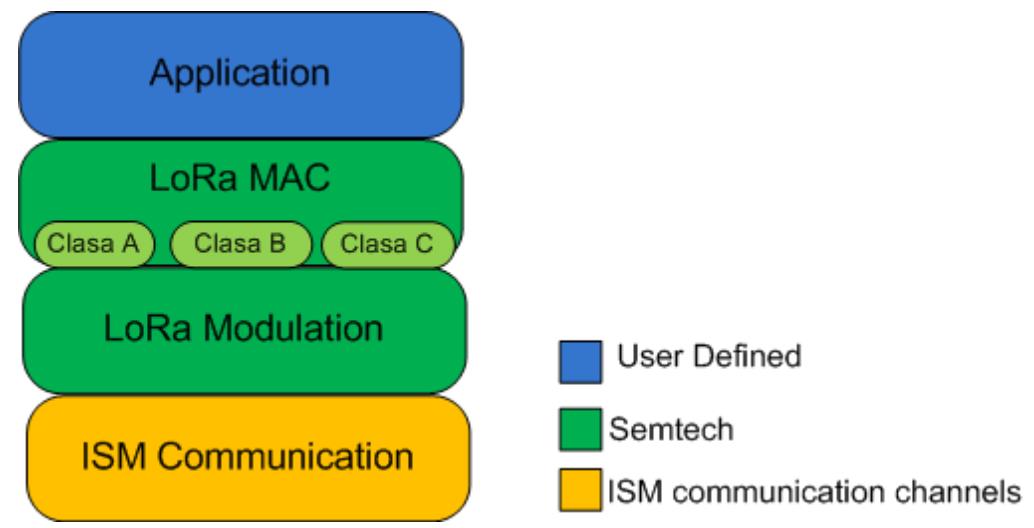 Application
LoRa MAC
Clasa A
Clasa B
Clasa C
LoRa Modulation
ISM Communication
User Defined
Semtech
ISM communication channels